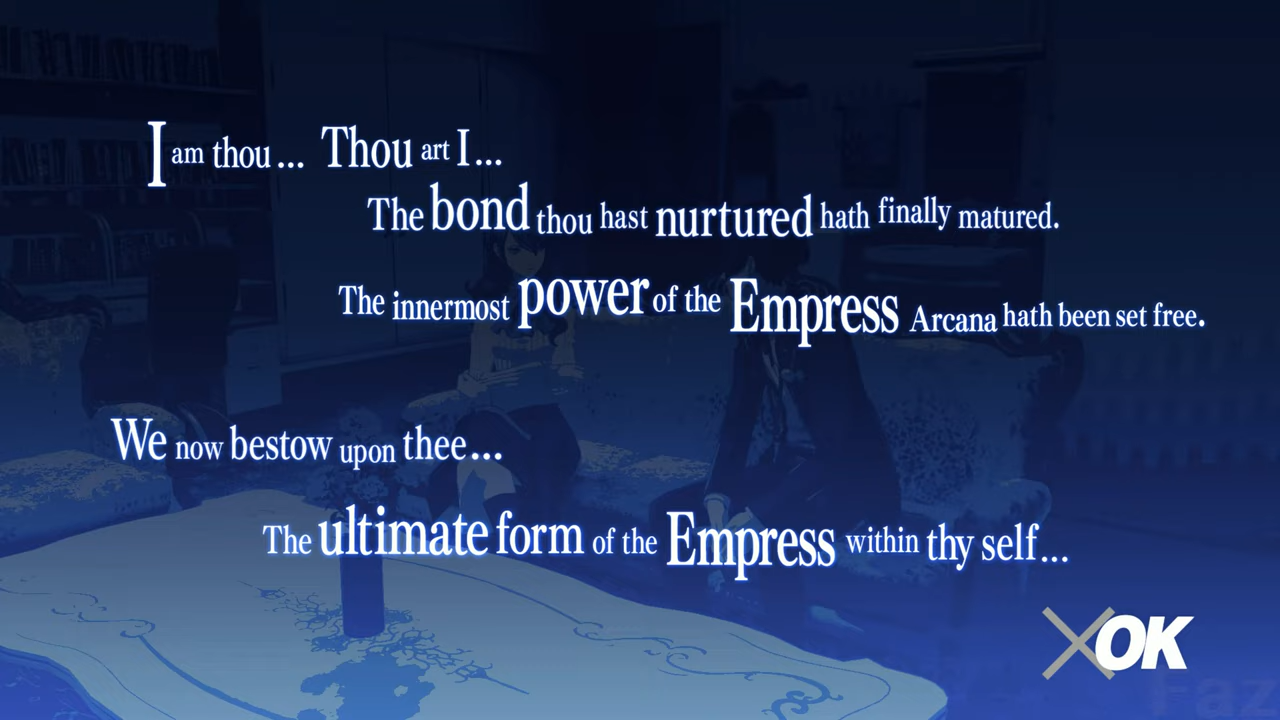 I am thou... Thou art I...
The bond thou hast nurtured hath finally matured.
The innermost power of the Empress Arcana hath been set free.
We now bestow upon thee...
The ultimate form of the Empress within thy self...
OK
Faz